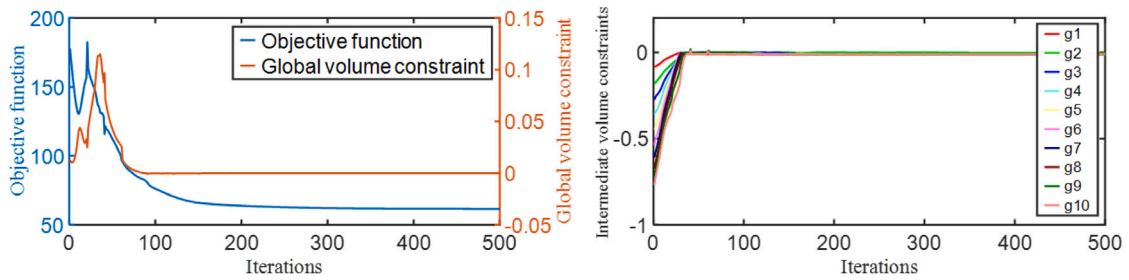 200
150
100
50
Objective function
0.15
0.1
0.05
0
-0.05
Global volume constraint
Objective function
Global volume constraint
0
100
200
300
400
500
Iterations
Intermediate volume constraints
0
-0.5
-1
g1
g2
g3
g4
g5
g6
g7
g8
g9
g10
0
100
200
300
400
500
Iterations